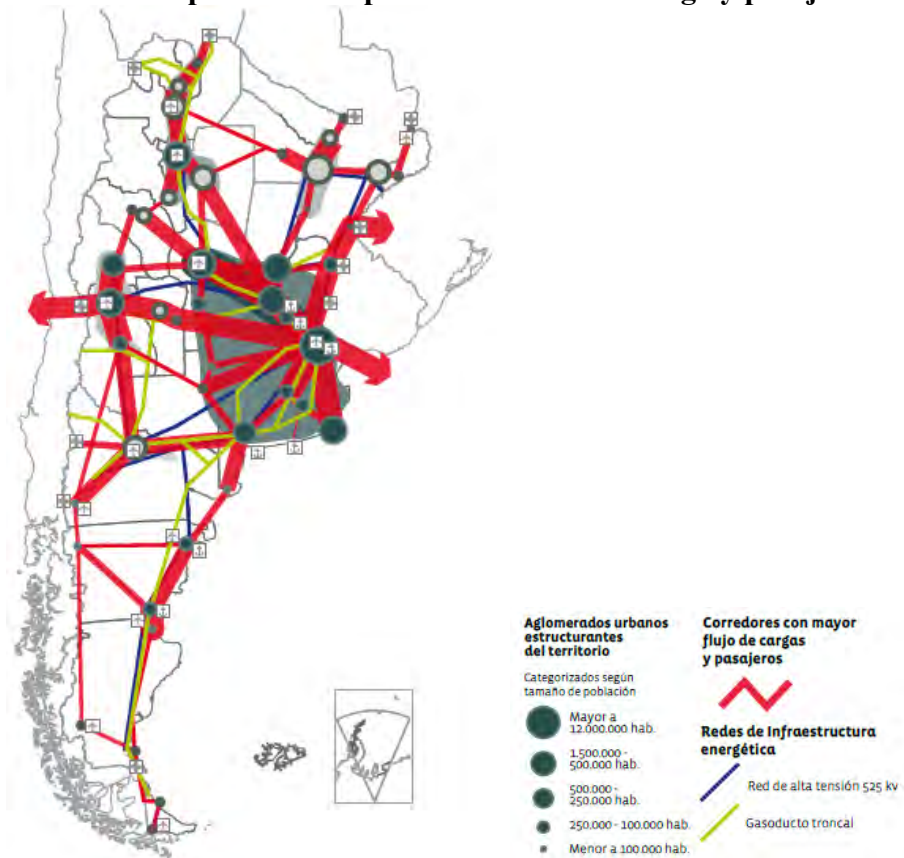 Aglomerados urbanos
estructurantes
del territorio
Categorizados según
tamaño de población
Mayor a
12.000.000 hab.
1.500.000 -
500.000 hab.
500.000 -
250.000 hab.
250.000 - 100.000 hab.
Menor a 100.000 hab.
Corredores con mayor
flujo de cargas
y pasajeros
Redes de Infraestructura
energética
Red de alta tensión 525 kv
Gasoducto troncal